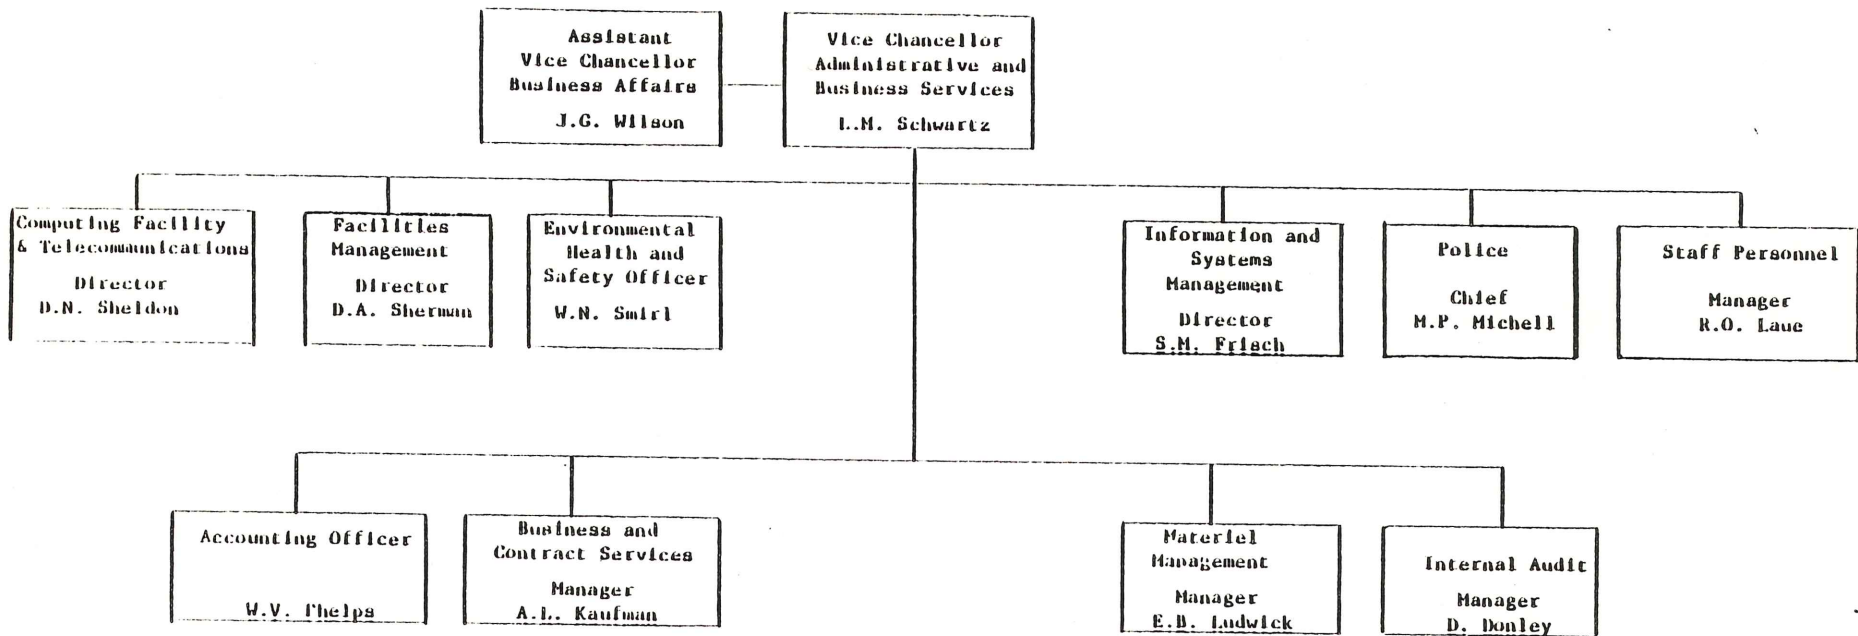 Assistant
Vice Chancellor
Business Affairs
J.G. Wilson
Vice Chancellor
Administrative and
Business Services
L.M. Schwartz
Computing Facility
& Telecommunications
Director
D.N. Sheldon
Facilities
Management
Director
D.A. Sherman
Environmental
Health and
Safety Officer
W.N. Smirl
Information and
Systems
Management
Director
S.M. Frisch
Police
Chief
M.P. Michell
Staff Personnel
Manager
R.O. Laue
Accounting Officer
W.V. Phelps
Business and
Contract Services
Manager
A.L. Kaufman
Materiel
Management
Manager
E.B. Ludwick
Internal Audit
Manager
D. Donley